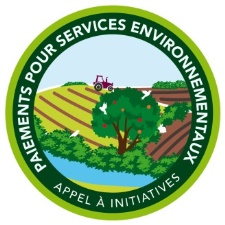 PAIEMENTS POUR SERVICES ENVIRONNEMENTAUX
APPEL À INITIATIVES